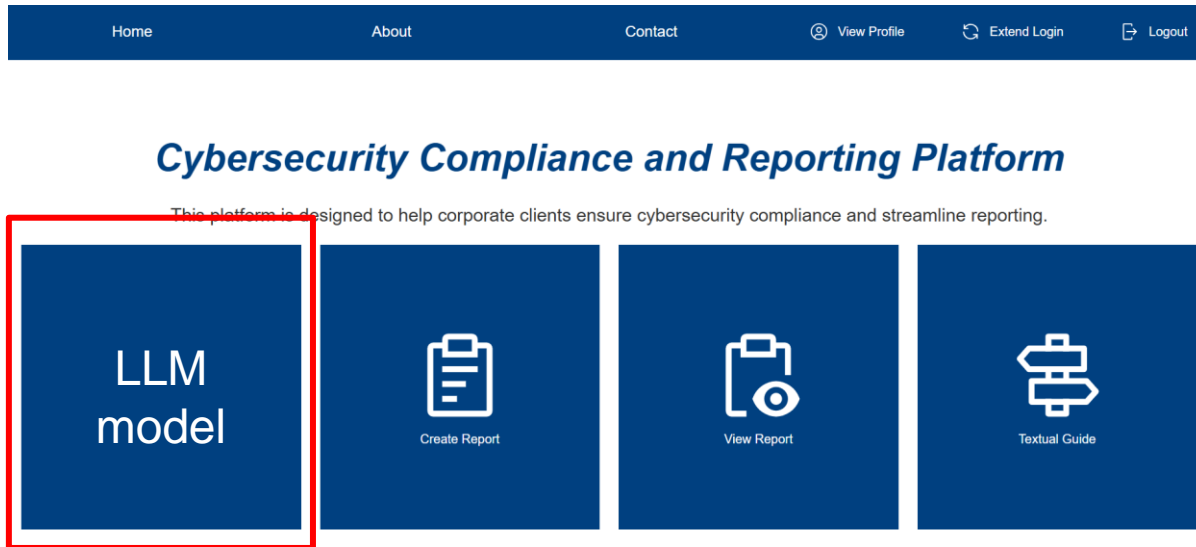 Home About Contact View Profile Extend Login Logout
Cybersecurity Compliance and Reporting Platform
This platform is designed to help corporate clients ensure cybersecurity compliance and streamline reporting.
LLM
model
Create Report View Report Textual Guide